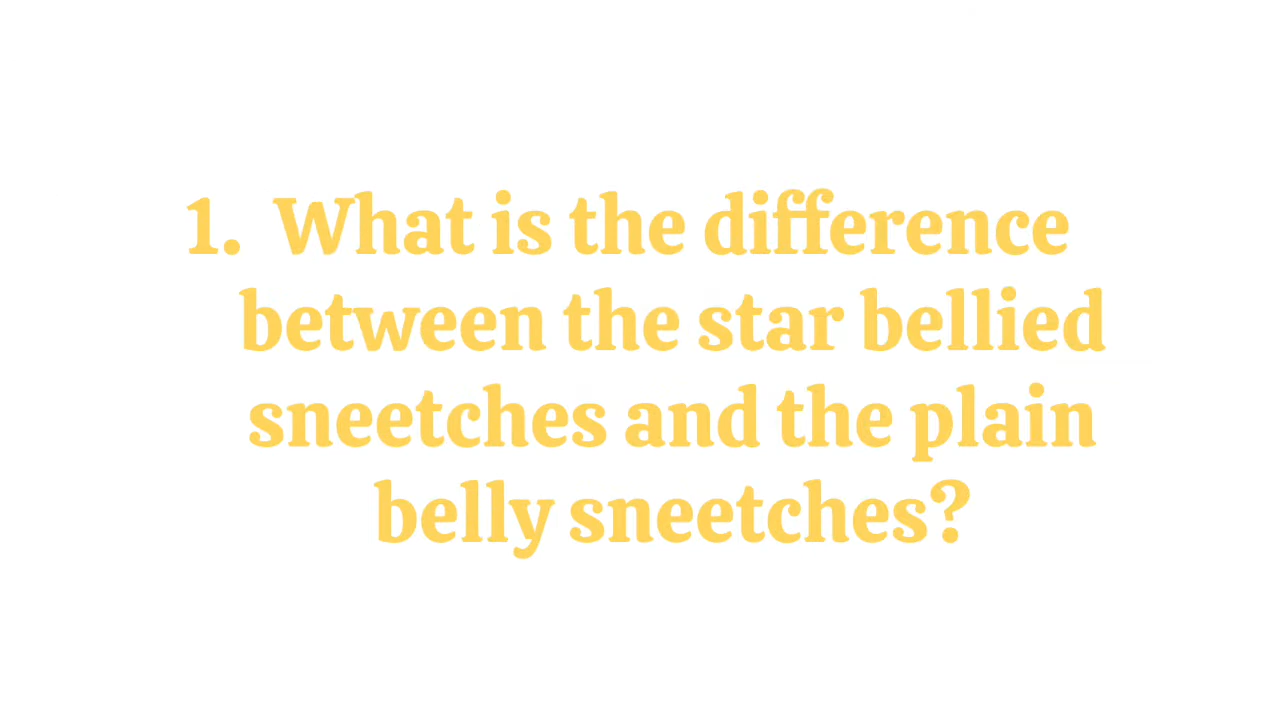 1. What is the difference
between the star bellied
sneetches and the plain
belly sneetches?